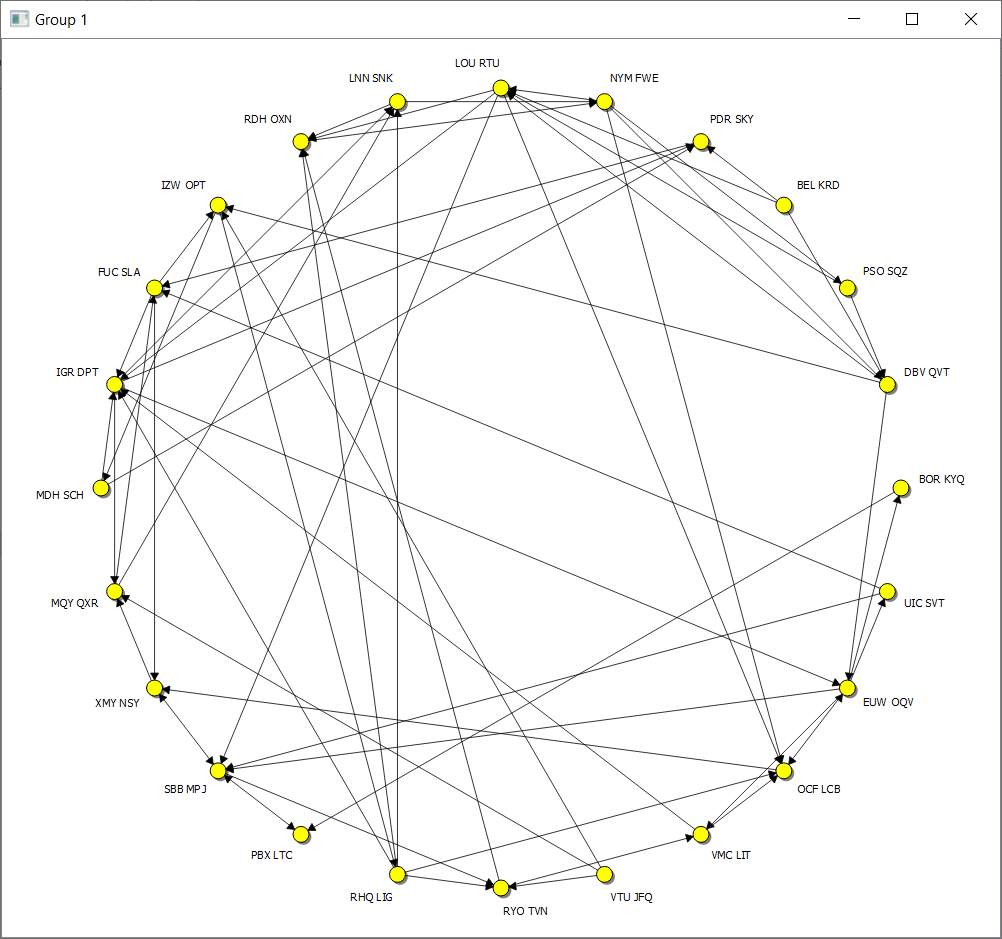 Group 1
LOU RTU
LNN SNK
NYM FWE
RDH OXN
PDR SKY
IZW OPT
BEL KRD
FUC SLA
PSO SQZ
IGR DPT
DBV QVT
BOR KYQ
MDH SCH
MQY QXR
UIC SVT
XMY NSY
EUW OQV
SBB MPJ
OCF LCB
PBX LTC
VMC LIT
RHQ LIG
VTU JFQ
RYO TVN